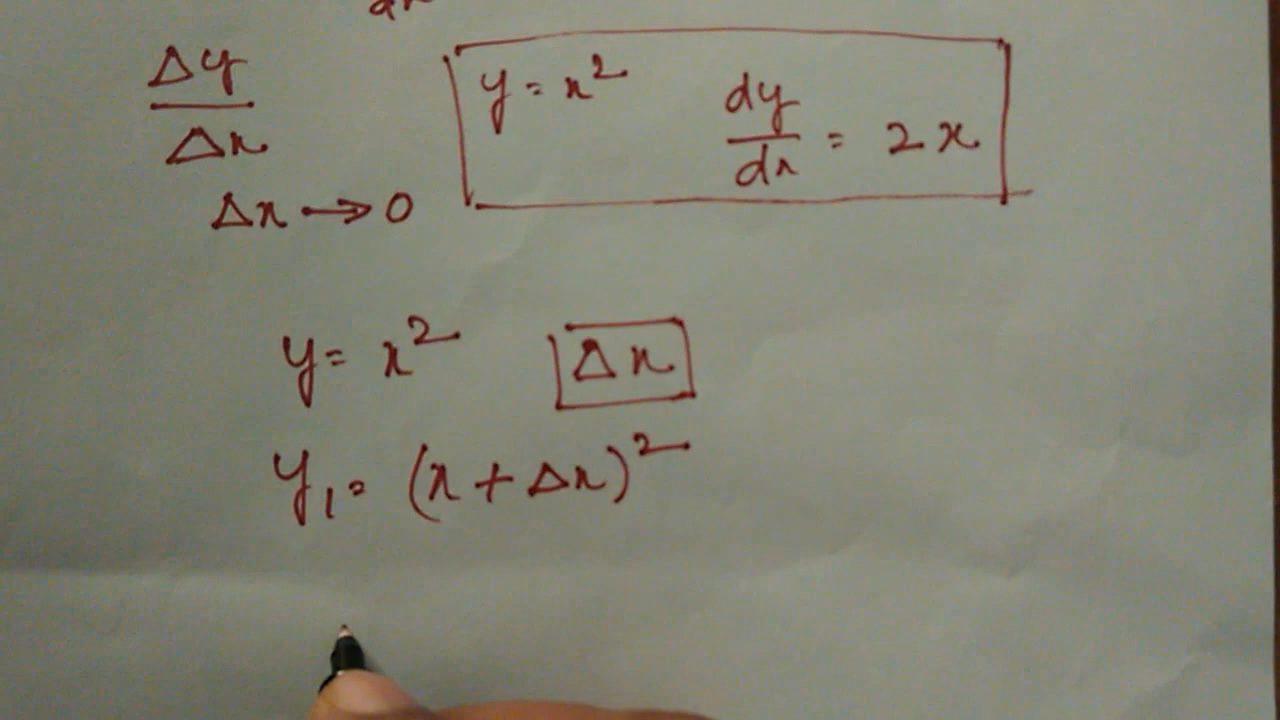 Δy
Δx
Δx → 0
y = x²
dy
dx
= 2x
y = x²
Δx
y₁ = (x + Δx)²